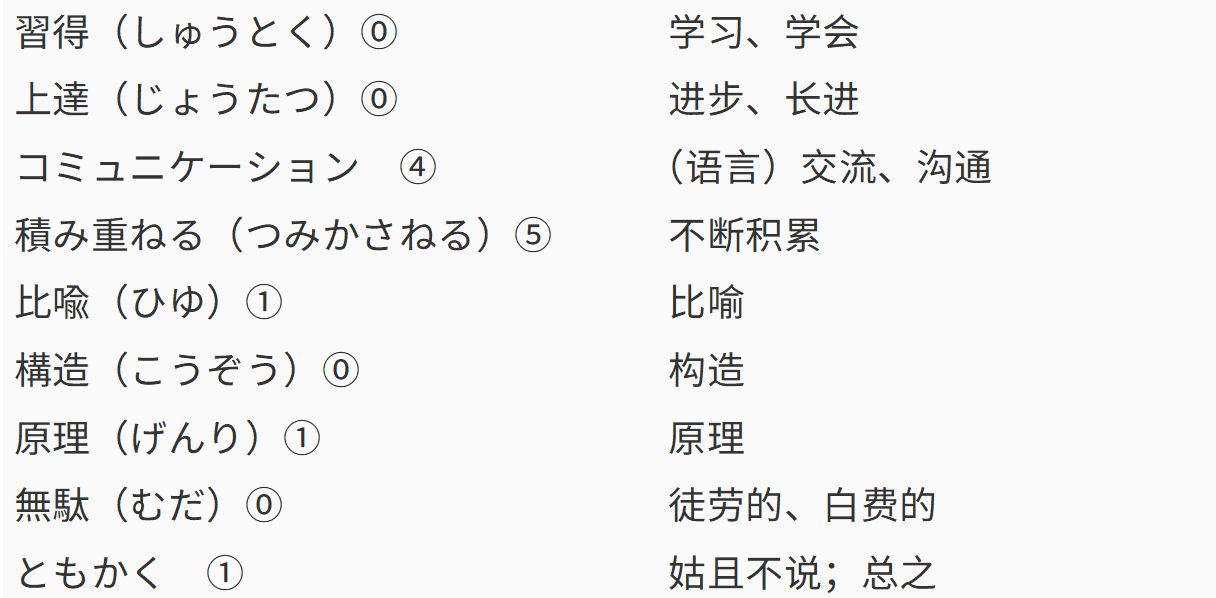 習得（しゅうとく）⓪ 学习、学会
上達（じょうたつ）⓪ 进步、长进
コミュニケーション　④ （语言）交流、沟通
積み重ねる（つみかさねる）⑤ 不断积累
比喩（ひゆ）① 比喻
構造（こうぞう）⓪ 构造
原理（げんり）① 原理
無駄（むだ）⓪ 徒劳的、白费的
ともかく　① 姑且不说；总之